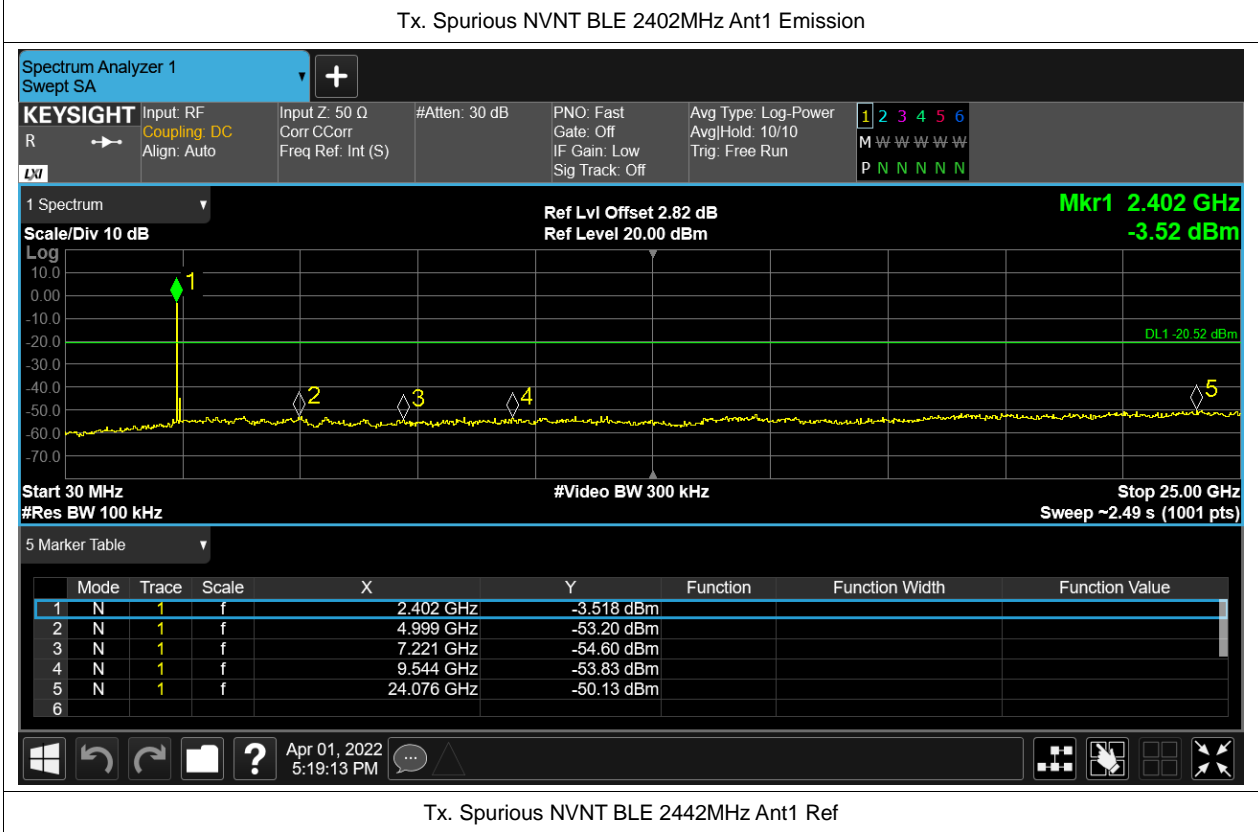 Tx. Spurious NVNT BLE 2402MHz Ant1 Emission
Spectrum Analyzer 1
Swept SA
KEYSIGHT
R
LXI
Input: RF
Coupling: DC
Align: Auto
Input Z: 50 Ω
Corr CCorr
Freq Ref: Int (S)
#Atten: 30 dB
PNO: Fast
Gate: Off
IF Gain: Low
Sig Track: Off
Avg Type: Log-Power
Avg|Hold: 10/10
Trig: Free Run
1 2 3 4 5 6
M W W W W W
P N N N N N
1 Spectrum
Scale/Div 10 dB
Ref Lvl Offset 2.82 dB
Ref Level 20.00 dBm
Mkr1 2.402 GHz
-3.52 dBm
Log
10.0
0.00
-10.0
-20.0
-30.0
-40.0
-50.0
-60.0
-70.0
1
2
3
4
5
DL1 -20.52 dBm
Start 30 MHz
#Video BW 300 kHz
Stop 25.00 GHz
#Res BW 100 kHz
Sweep ~2.49 s (1001 pts)
5 Marker Table
Mode Trace Scale X Y Function Function Width Function Value
1 N 1 f 2.402 GHz -3.518 dBm
2 N 1 f 4.999 GHz -53.20 dBm
3 N 1 f 7.221 GHz -54.60 dBm
4 N 1 f 9.544 GHz -53.83 dBm
5 N 1 f 24.076 GHz -50.13 dBm
6
?
Apr 01, 2022
5:19:13 PM
Tx. Spurious NVNT BLE 2442MHz Ant1 Ref